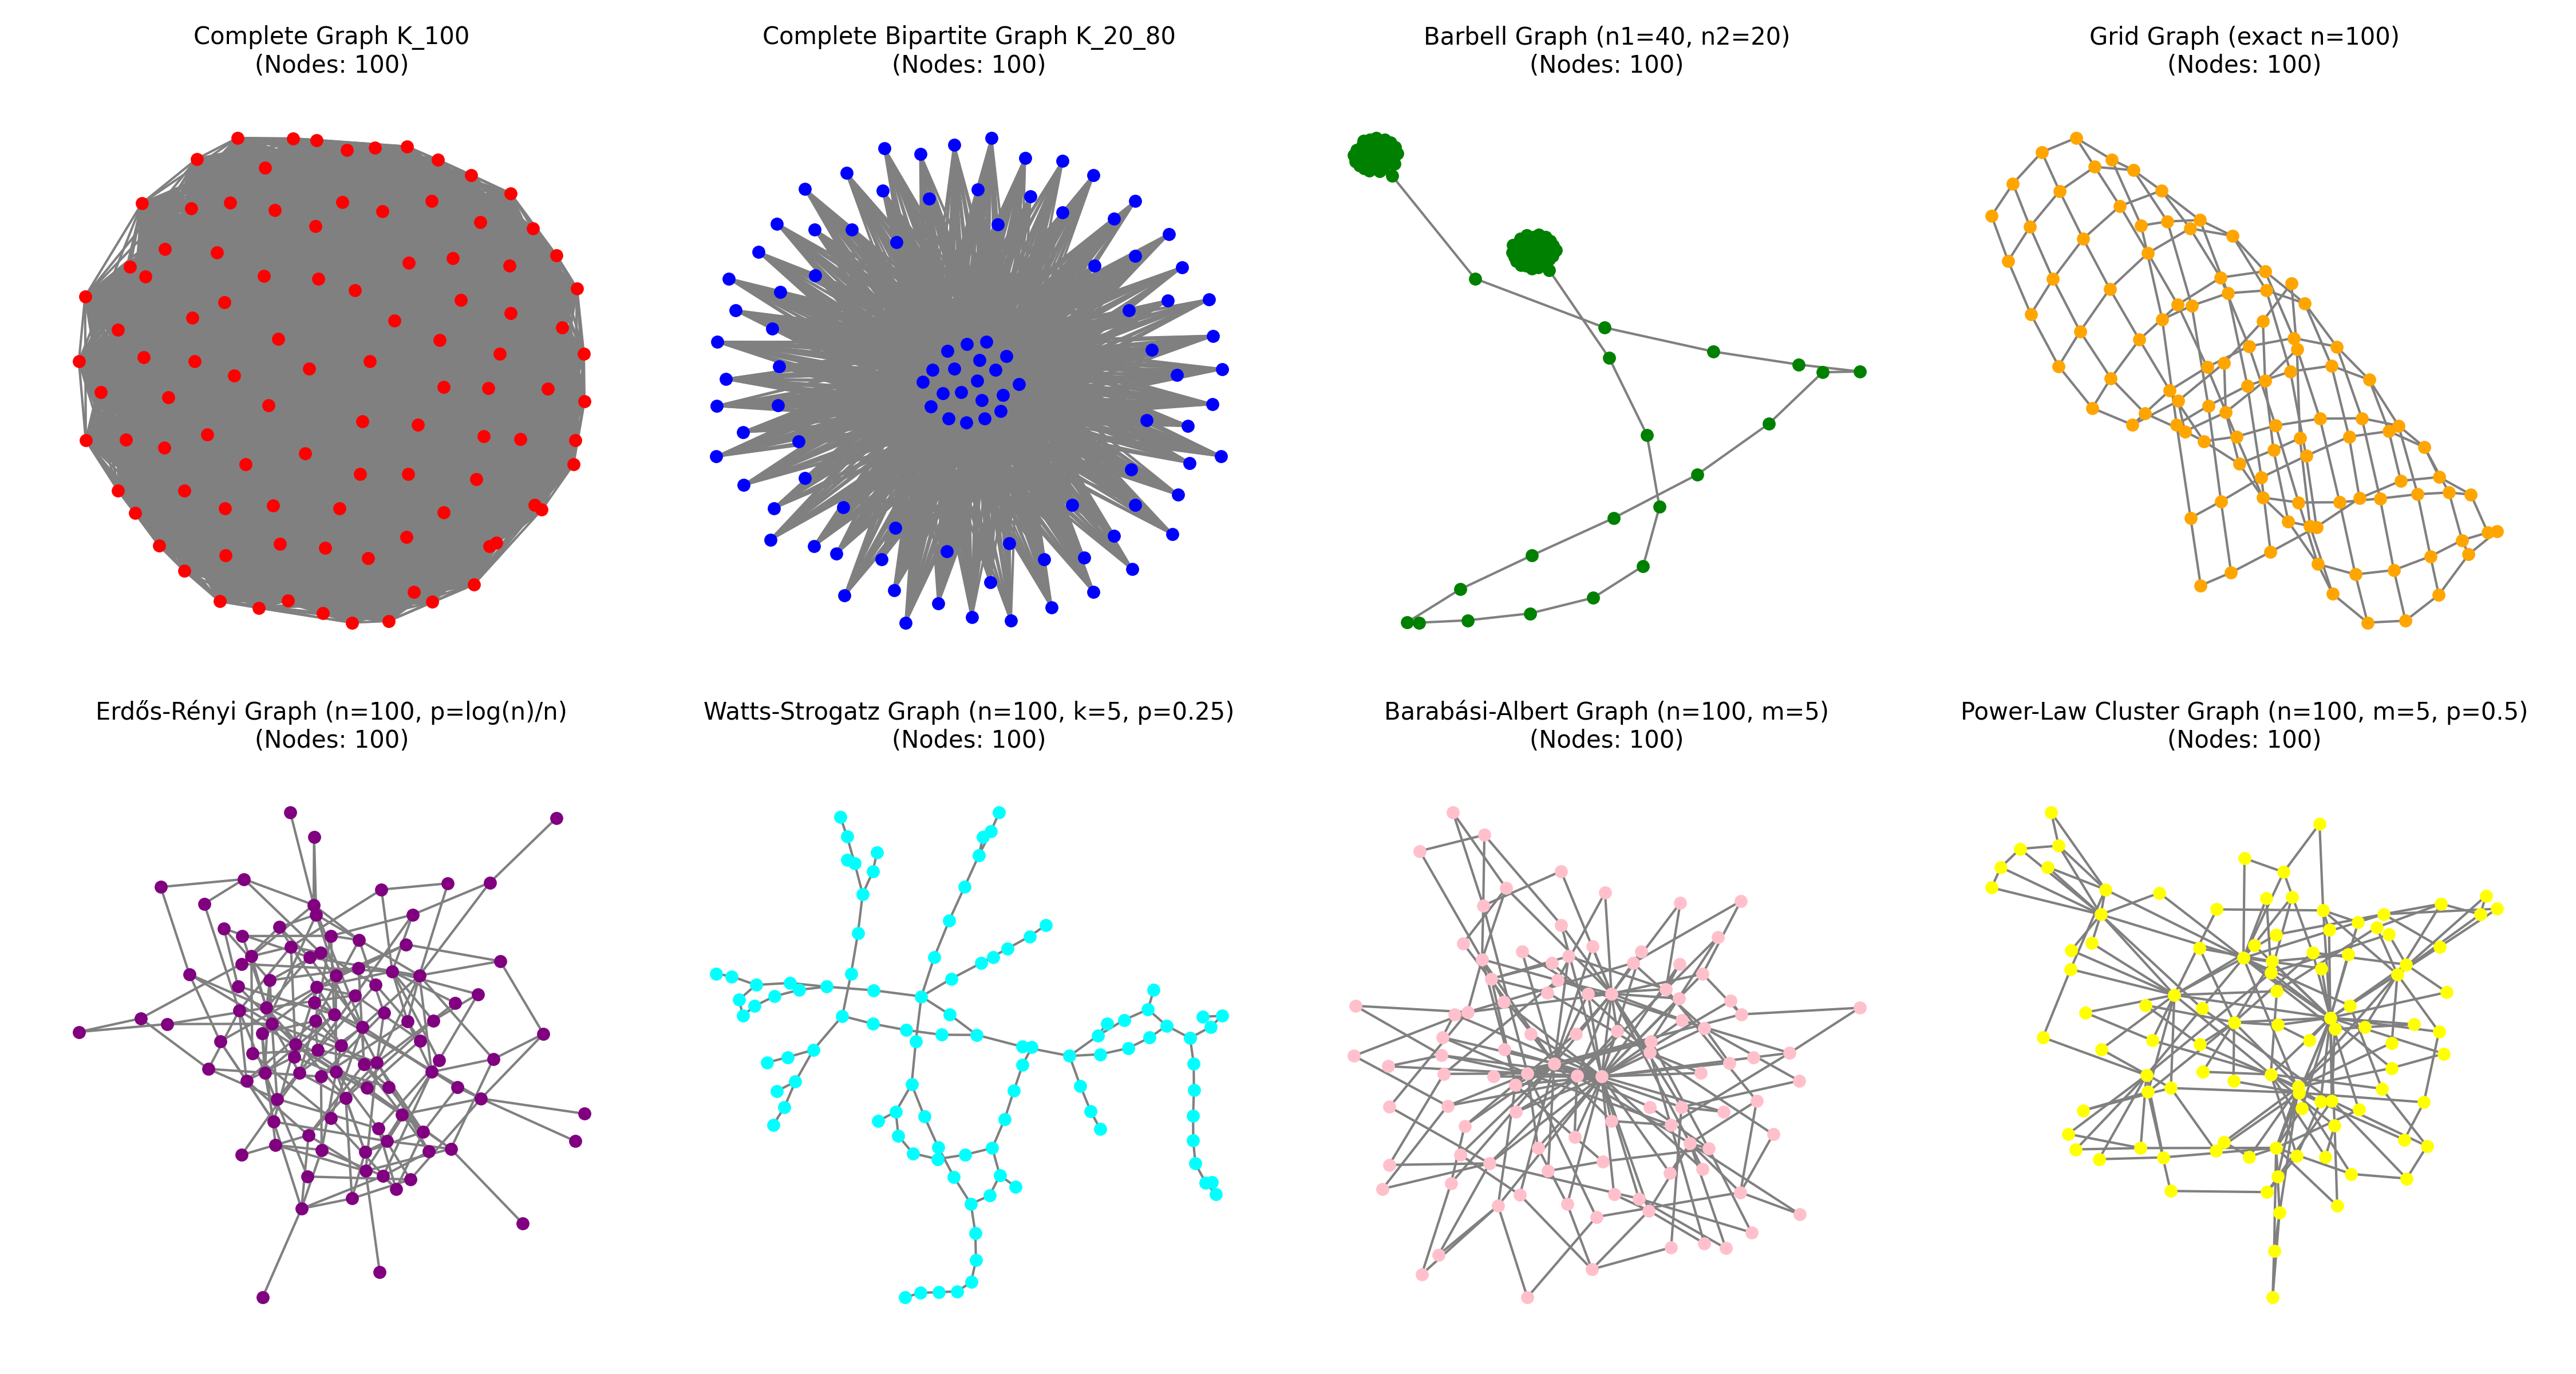 Complete Graph K_100
(Nodes: 100)
Complete Bipartite Graph K_20_80
(Nodes: 100)
Barbell Graph (n1=40, n2=20)
(Nodes: 100)
Grid Graph (exact n=100)
(Nodes: 100)
Erdős-Rényi Graph (n=100, p=log(n)/n)
(Nodes: 100)
Watts-Strogatz Graph (n=100, k=5, p=0.25)
(Nodes: 100)
Barabási-Albert Graph (n=100, m=5)
(Nodes: 100)
Power-Law Cluster Graph (n=100, m=5, p=0.5)
(Nodes: 100)